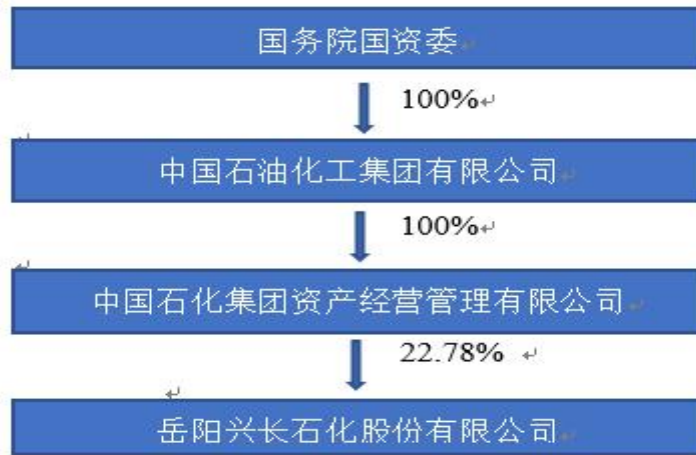 国务院国资委
100%
中国石油化工集团有限公司
100%
中国石化集团资产经营管理有限公司
22.78%
岳阳兴长石化股份有限公司